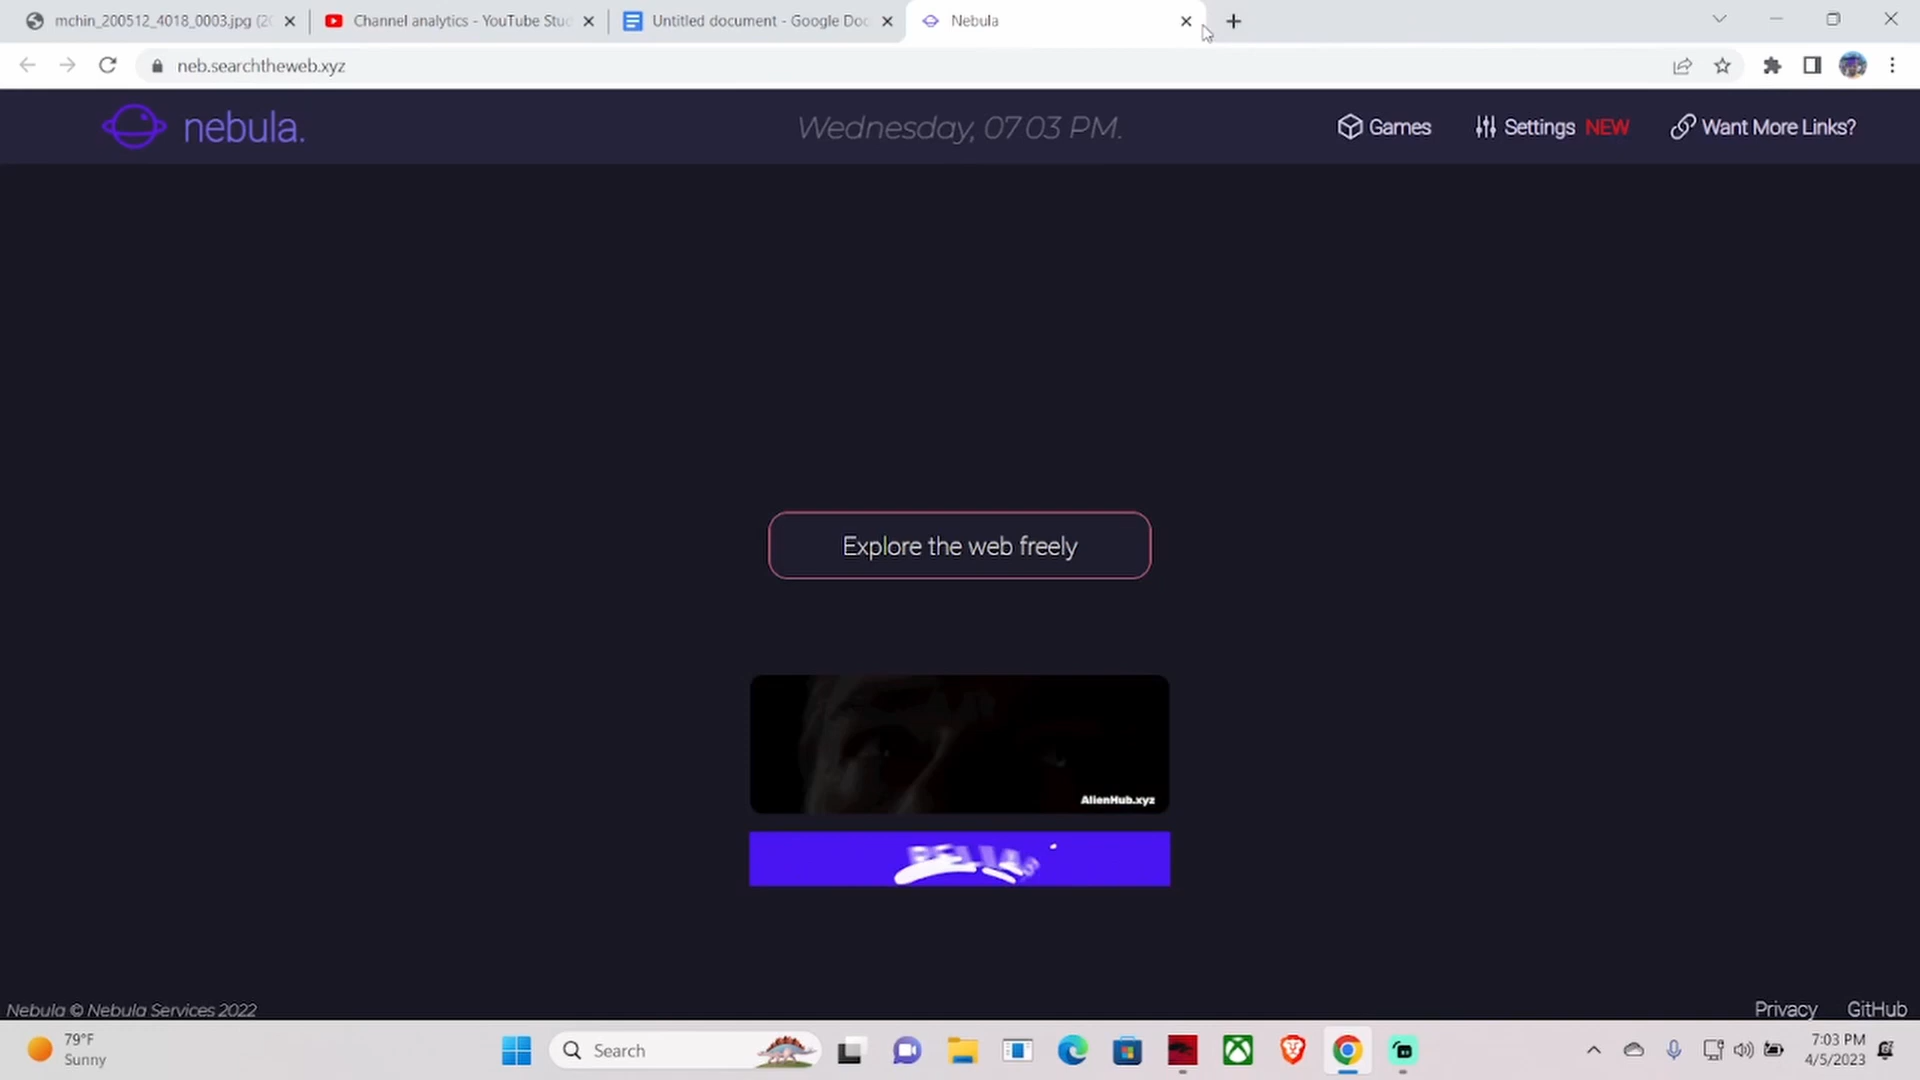 mchin_200512_4018_0003.jpg (20
Channel analytics - YouTube Stud
Untitled document - Google Doc
Nebula
neb.searchtheweb.xyz
nebula.
Wednesday, 07 03 PM.
Games
Settings NEW
Want More Links?
Explore the web freely
AlienHub.xyz
Nebula © Nebula Services 2022
Privacy
GitHub
79°F
Sunny
Search
7:03 PM
4/5/2023